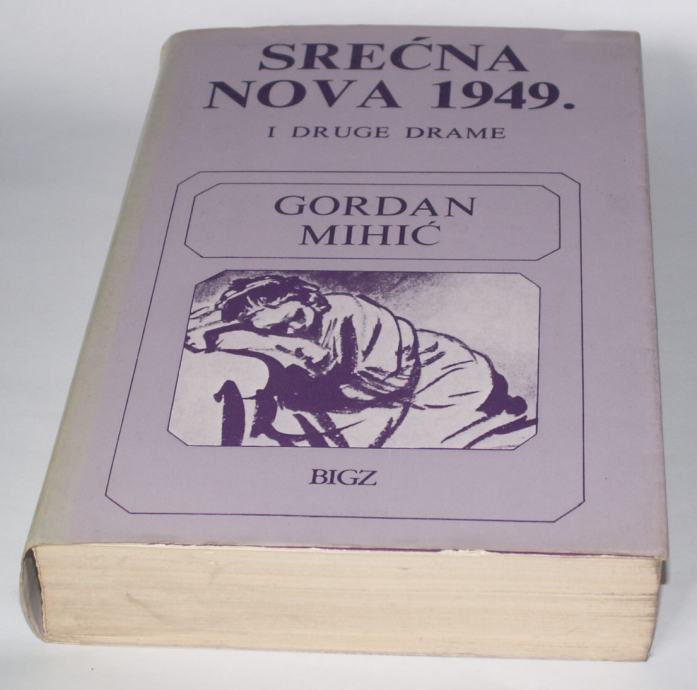 SREĆNA
NOVA 1949.
I DRUGE DRAME
GORDAN
MIHIĆ
BIGZ